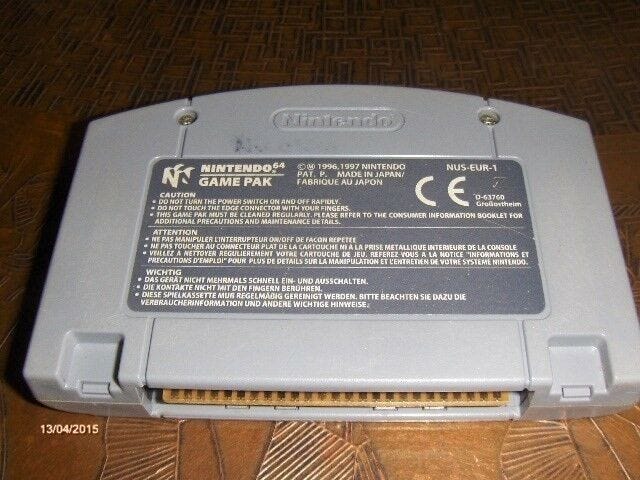 Nintendo
NINTENDO 64
GAME PAK
©Ⓜ 1996,1997 NINTENDO
PAT. P. MADE IN JAPAN/
FABRIQUE AU JAPON
NUS-EUR-1
CE
D-63760
Großostheim
CAUTION
• DO NOT TURN THE POWER SWITCH ON AND OFF RAPIDLY.
• DO NOT TOUCH THE EDGE CONNECTOR WITH YOUR FINGERS.
• THIS GAME PAK MUST BE CLEANED REGULARLY. PLEASE REFER TO THE CONSUMER INFORMATION BOOKLET FOR
ADDITIONAL PRECAUTIONS AND MAINTENANCE DETAILS.
ATTENTION
• NE PAS MANIPULER L'INTERRUPTEUR ON/OFF DE FACON REPETEE
• NE PAS TOUCHER AU CONNECTEUR PLAT DE LA CARTOUCHE NI A LA PRISE METALLIQUE INTERIEURE DE LA CONSOLE
• VEILLEZ A NETTOYER REGULIEREMENT VOTRE CARTOUCHE DE JEU. REFEREZ-VOUS A LA NOTICE "INFORMATIONS ET
PRECAUTIONS D'EMPLOI" POUR PLUS DE DETAILS SUR LA MANIPULATION ET L'ENTRETIEN DE VOTRE SYSTEME NINTENDO.
WICHTIG
• DAS GERÄT NICHT MEHRMALS SCHNELL EIN- UND AUSSCHALTEN.
• DIE KONTAKTE NICHT MIT DEN FINGERN BERÜHREN.
• DIESE SPIELKASSETTE MUß REGELMÄßIG GEREINIGT WERDEN. BITTE BEACHTEN SIE DAZU DIE
VERBRAUCHERINFORMATION UND ANDERE WICHTIGE HINWEISE.
13/04/2015